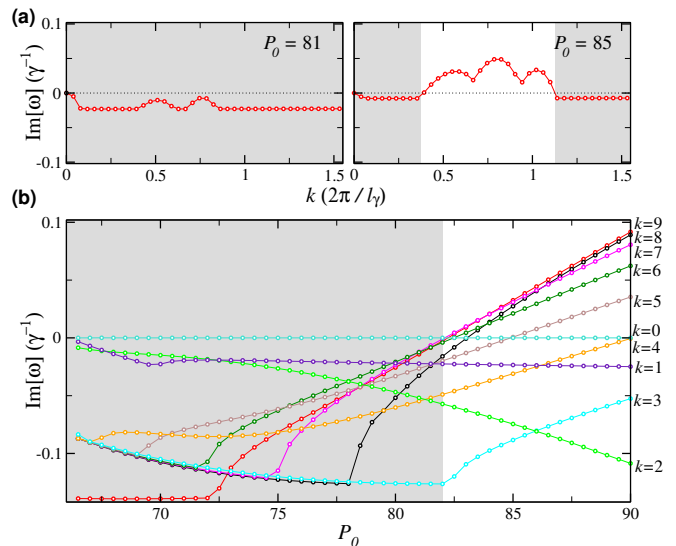 (a)
0.1
0
-0.1
Im[ω] (γ⁻¹)
P₀ = 81
P₀ = 85
0 0.5 1 1.5 0 0.5 1 1.5
k (2π / lγ)
(b)
0.1
0
-0.1
Im[ω] (γ⁻¹)
k=9
k=8
k=7
k=6
k=5
k=0
k=4
k=1
k=3
k=2
70 75 80 85 90
P₀